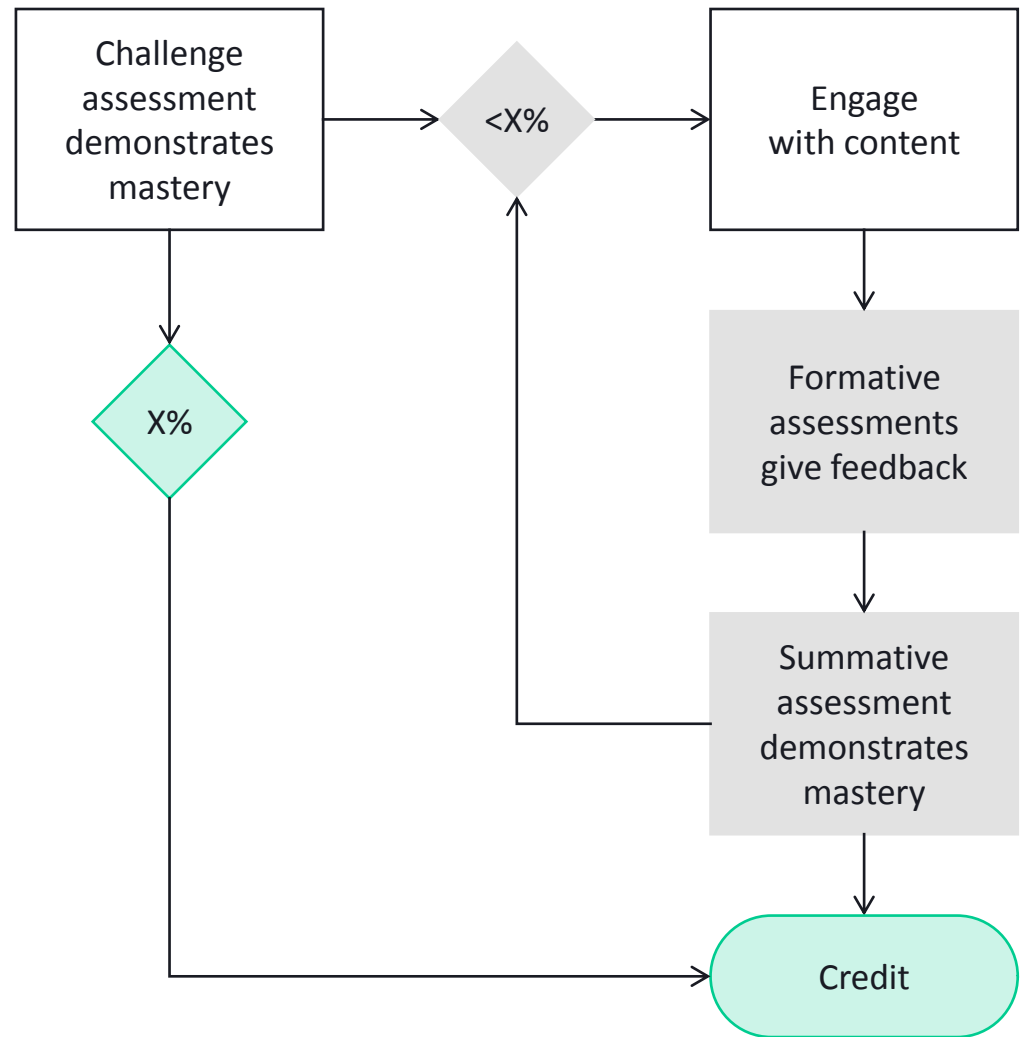 Challenge
assessment
demonstrates
mastery
<X%
Engage
with content
X%
Formative
assessments
give feedback
Summative
assessment
demonstrates
mastery
Credit